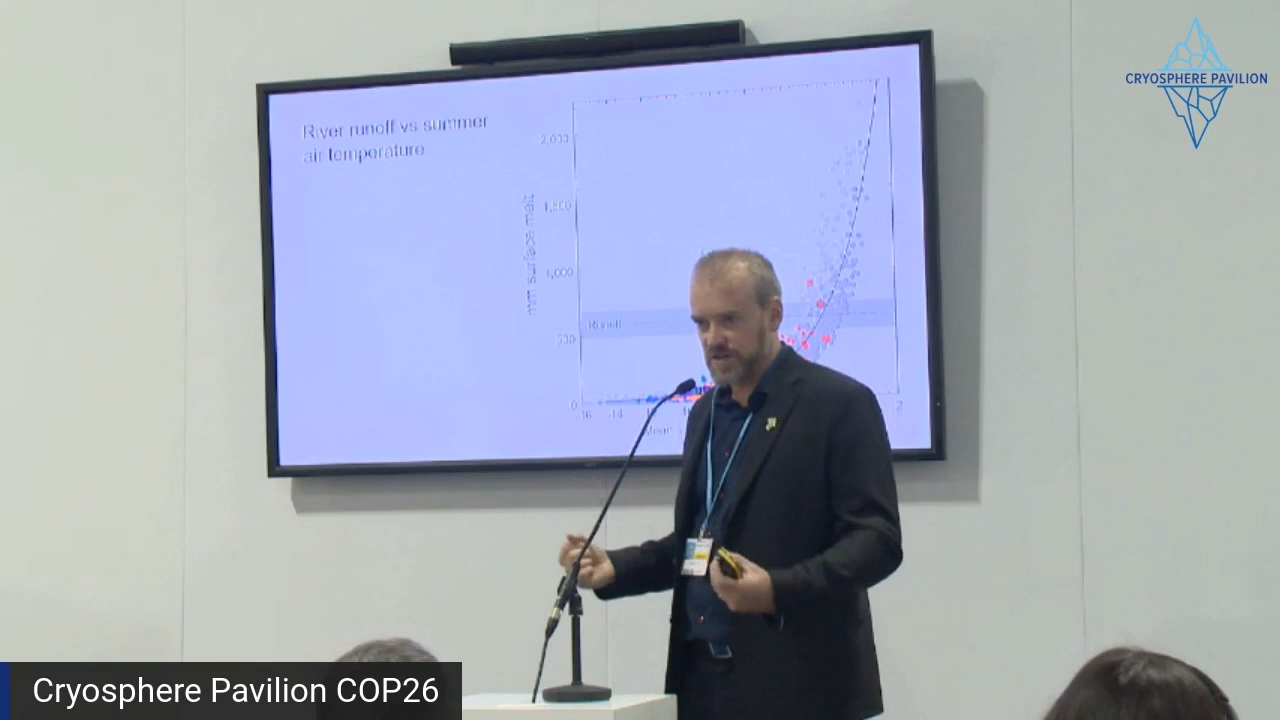 CRYOSPHERE PAVILION
River runoff vs summer
air temperature
2,000
1,500
mm surface melt
1,000
Runoff
500
0
-16 -14
2
Cryosphere Pavilion COP26